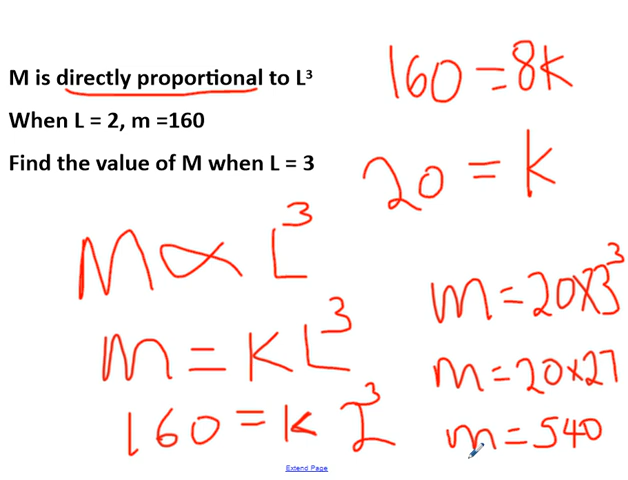 M is directly proportional to L³
When L = 2, m =160
Find the value of M when L = 3
M ∝ L³
m = KL³
160 = K 2³
160 = 8K
20 = K
m = 20×3³
m = 20×27
m = 540
Extend Page